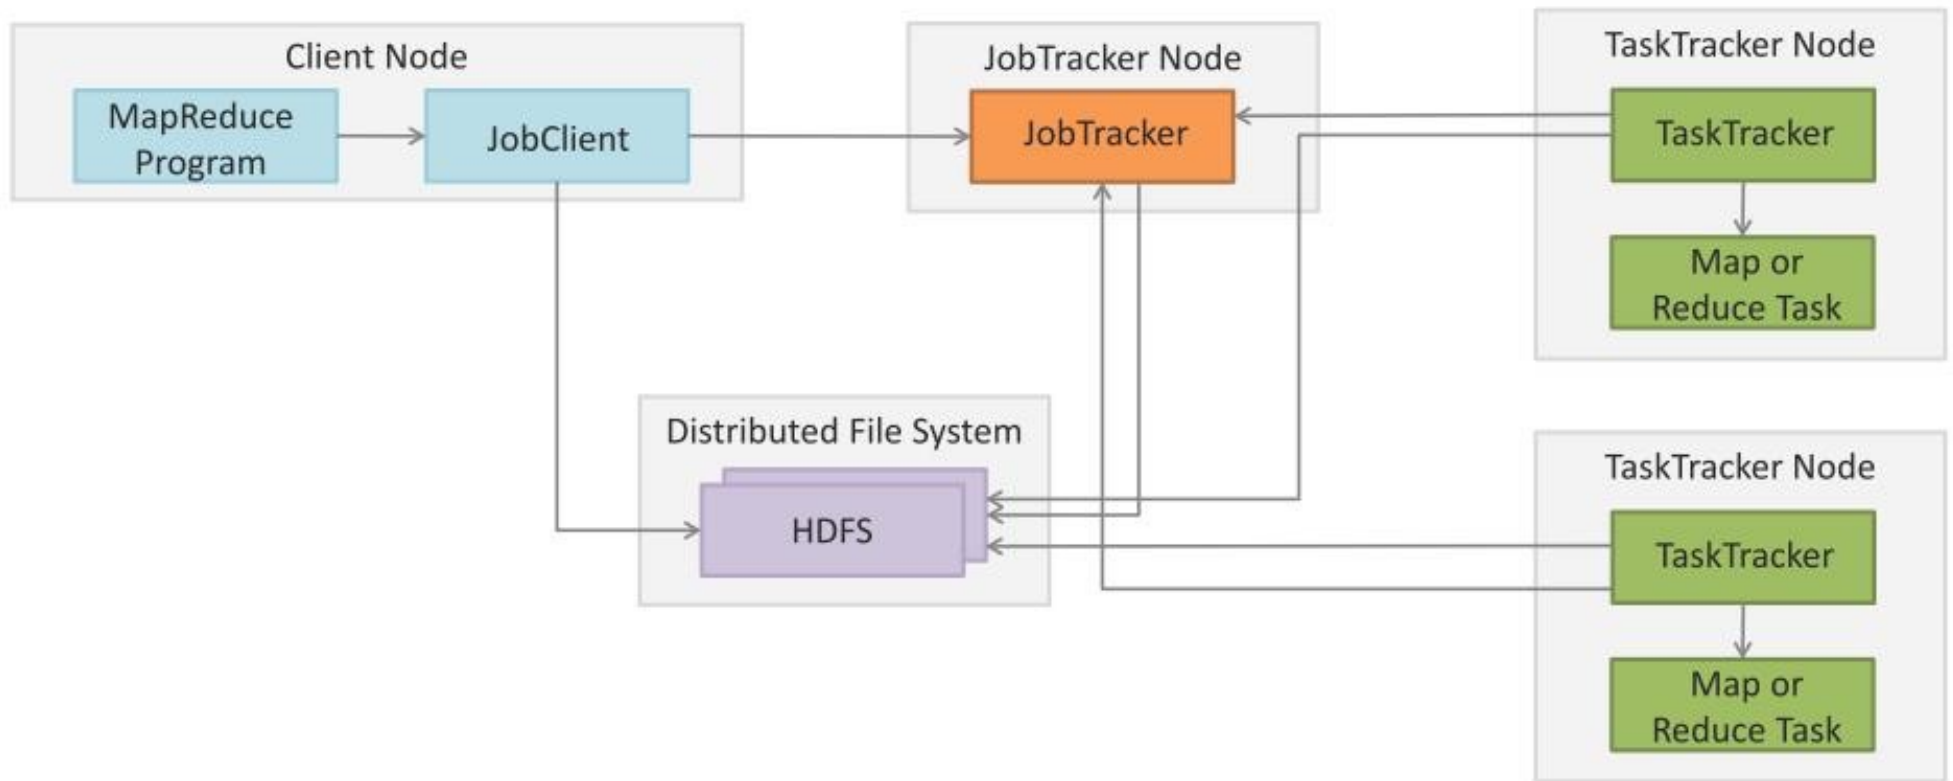 Client Node
MapReduce
Program
JobClient
JobTracker Node
JobTracker
TaskTracker Node
TaskTracker
Map or
Reduce Task
Distributed File System
HDFS
TaskTracker Node
TaskTracker
Map or
Reduce Task